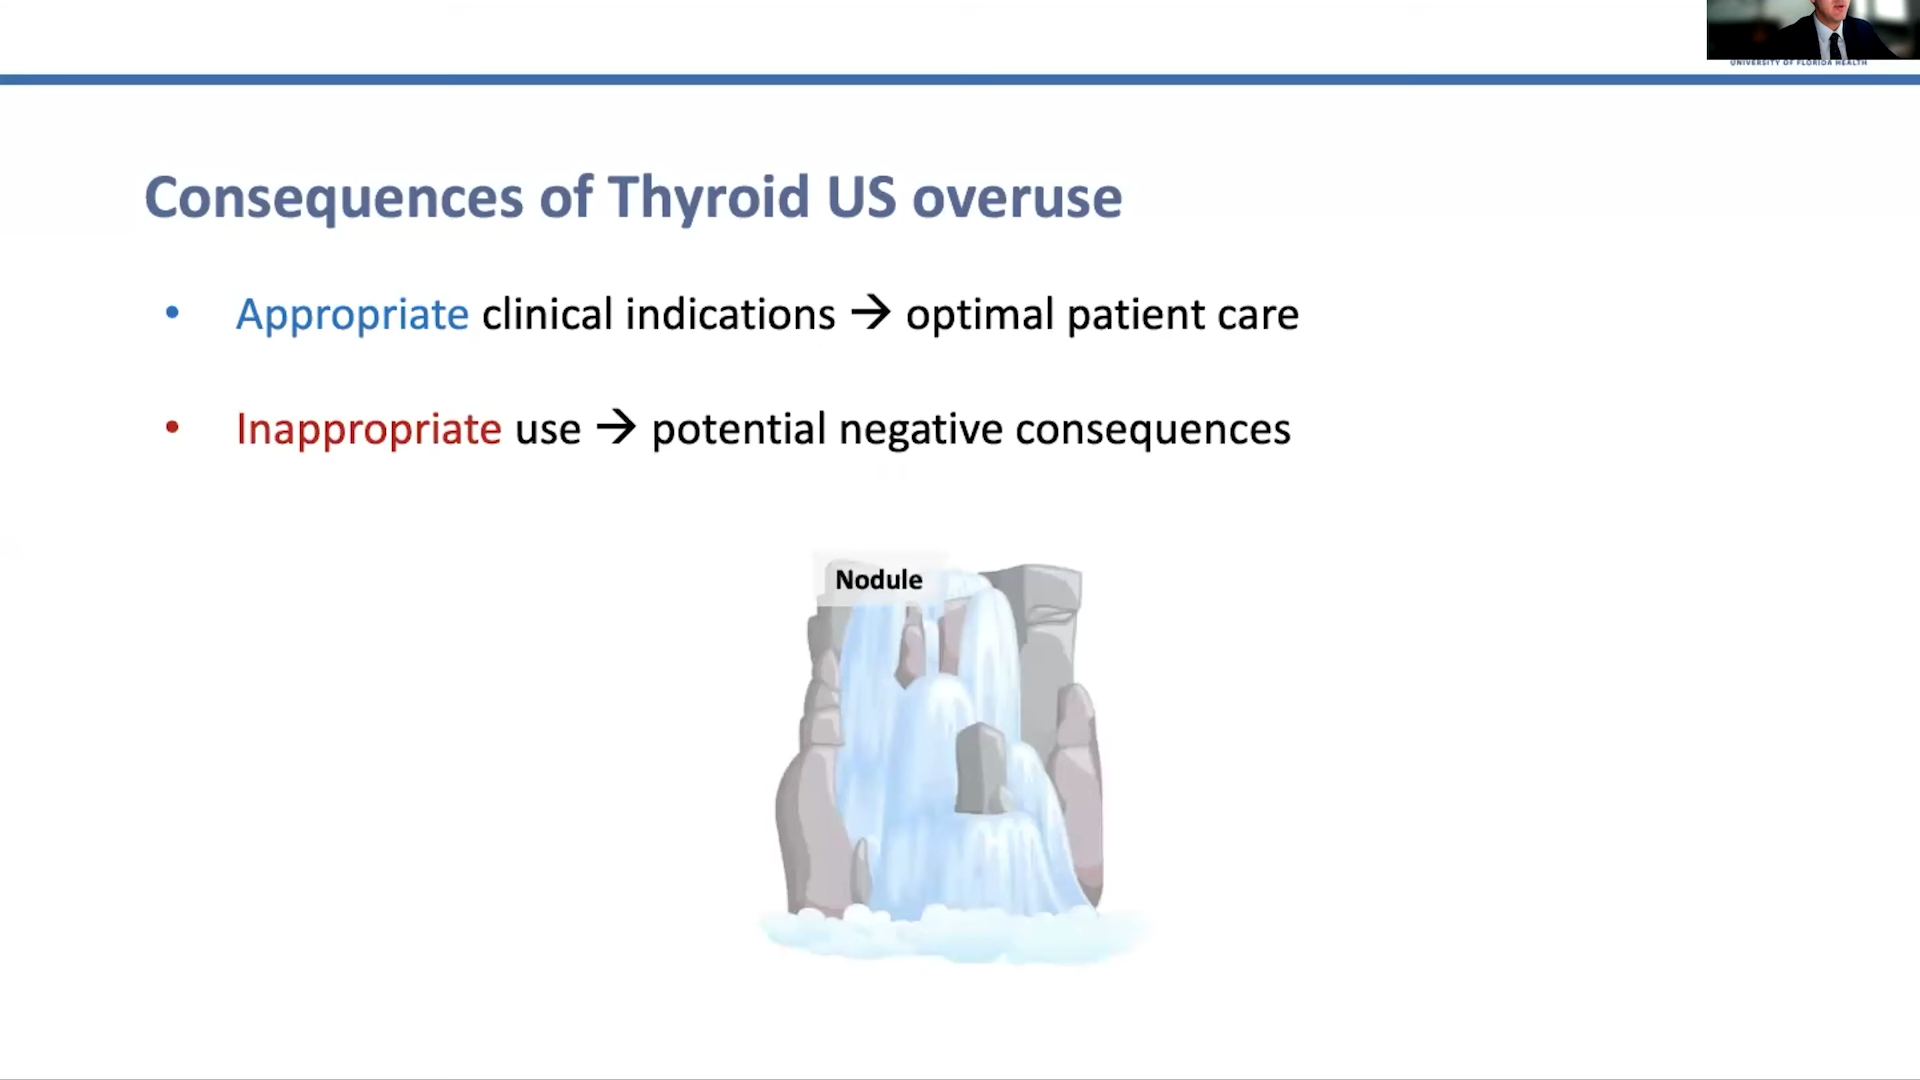 UNIVERSITY OF FLORIDA HEALTH
Consequences of Thyroid US overuse
• Appropriate clinical indications → optimal patient care
• Inappropriate use → potential negative consequences
Nodule